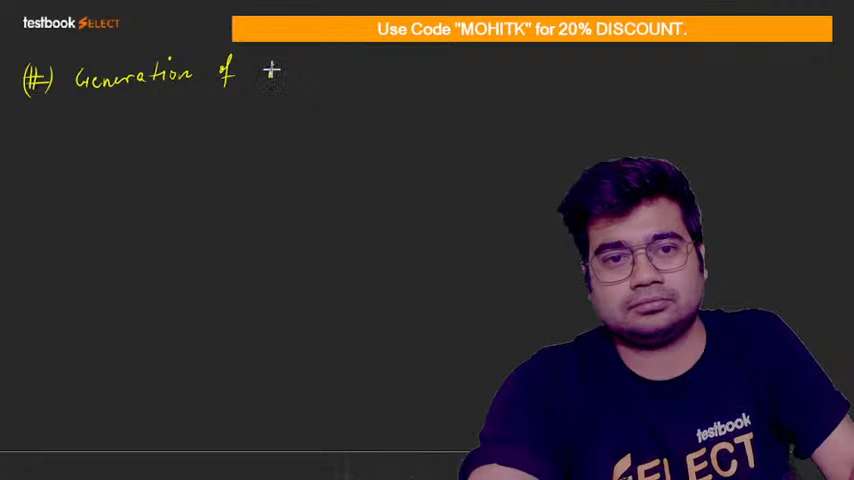 testbook SELECT
Use Code "MOHITK" for 20% DISCOUNT.
(#) Generation of
testbook
SELECT